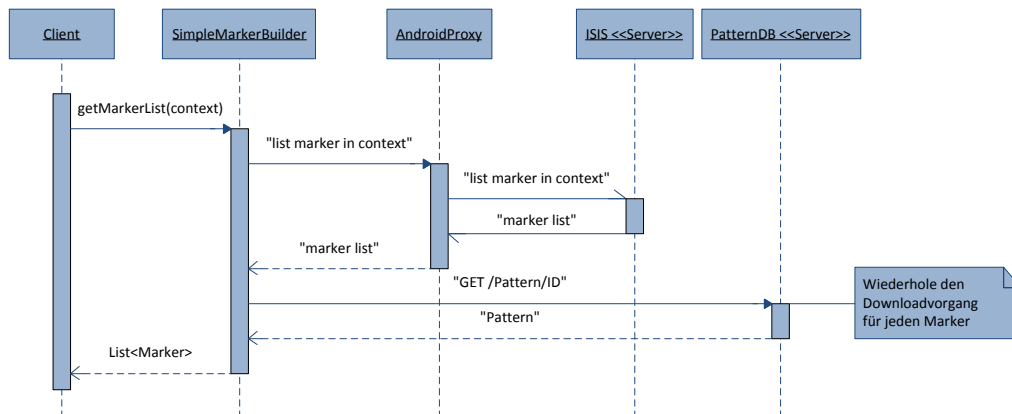 Client
SimpleMarkerBuilder
AndroidProxy
ISIS <<Server>>
PatternDB <<Server>>
getMarkerList(context)
"list marker in context"
"list marker in context"
"marker list"
"marker list"
"GET /Pattern/ID"
Wiederhole den
Downloadvorgang
für jeden Marker
"Pattern"
List<Marker>